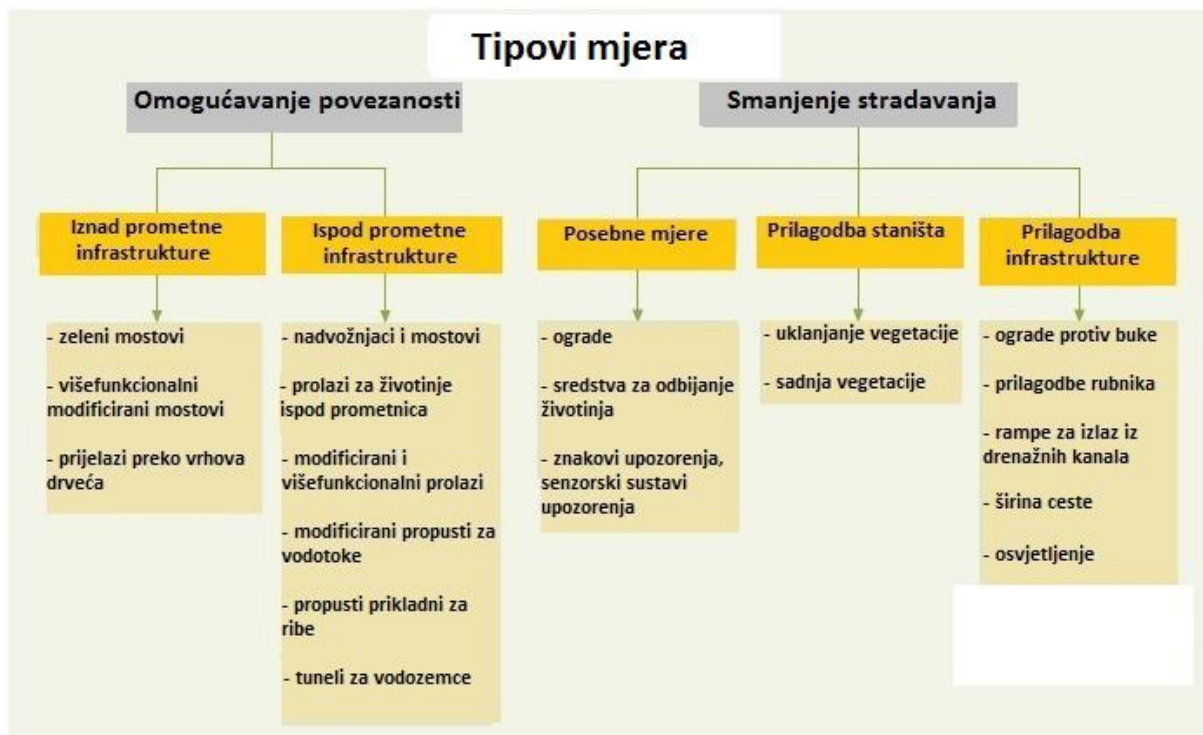 Tipovi mjera
Omogućavanje povezanosti
Smanjenje stradavanja
Iznad prometne
infrastrukture
Ispod prometne
infrastrukture
Posebne mjere
Prilagodba staništa
Prilagodba
infrastrukture
- zeleni mostovi
- višefunkcionalni
modificirani mostovi
- prijelazi preko vrhova
drveća
- nadvožnjaci i mostovi
- prolazi za životinje
ispod prometnica
- modificirani i
višefunkcionalni prolazi
- modificirani propusti za
vodotoke
- propusti prikladni za
ribe
- tuneli za vodozemce
- ograde
- sredstva za odbijanje
životinja
- znakovi upozorenja,
senzorski sustavi
upozorenja
- uklanjanje vegetacije
- sadnja vegetacije
- ograde protiv buke
- prilagodbe rubnika
- rampe za izlaz iz
drenažnih kanala
- širina ceste
- osvjetljenje